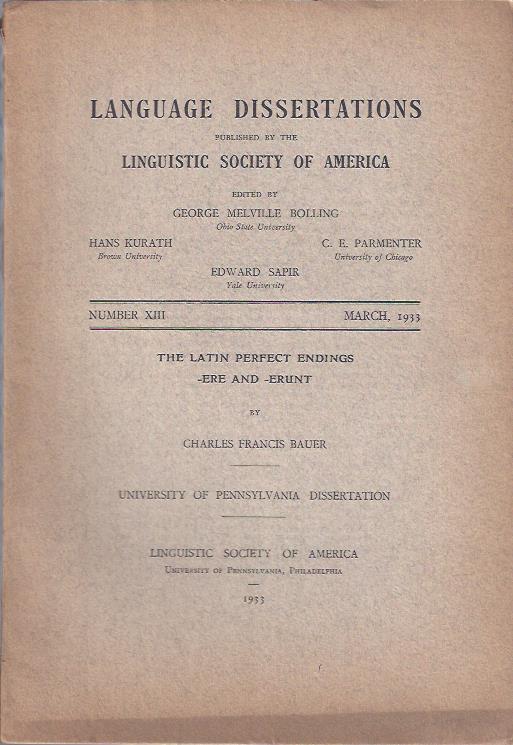 LANGUAGE DISSERTATIONS
PUBLISHED BY THE
LINGUISTIC SOCIETY OF AMERICA
EDITED BY
GEORGE MELVILLE BOLLING
Ohio State University
HANS KURATH C. E. PARMENTER
Brown University University of Chicago
EDWARD SAPIR
Yale University
NUMBER XIII MARCH, 1933
THE LATIN PERFECT ENDINGS
-ERE AND -ERUNT
BY
CHARLES FRANCIS BAUER
UNIVERSITY OF PENNSYLVANIA DISSERTATION
LINGUISTIC SOCIETY OF AMERICA
UNIVERSITY OF PENNSYLVANIA, PHILADELPHIA
1933